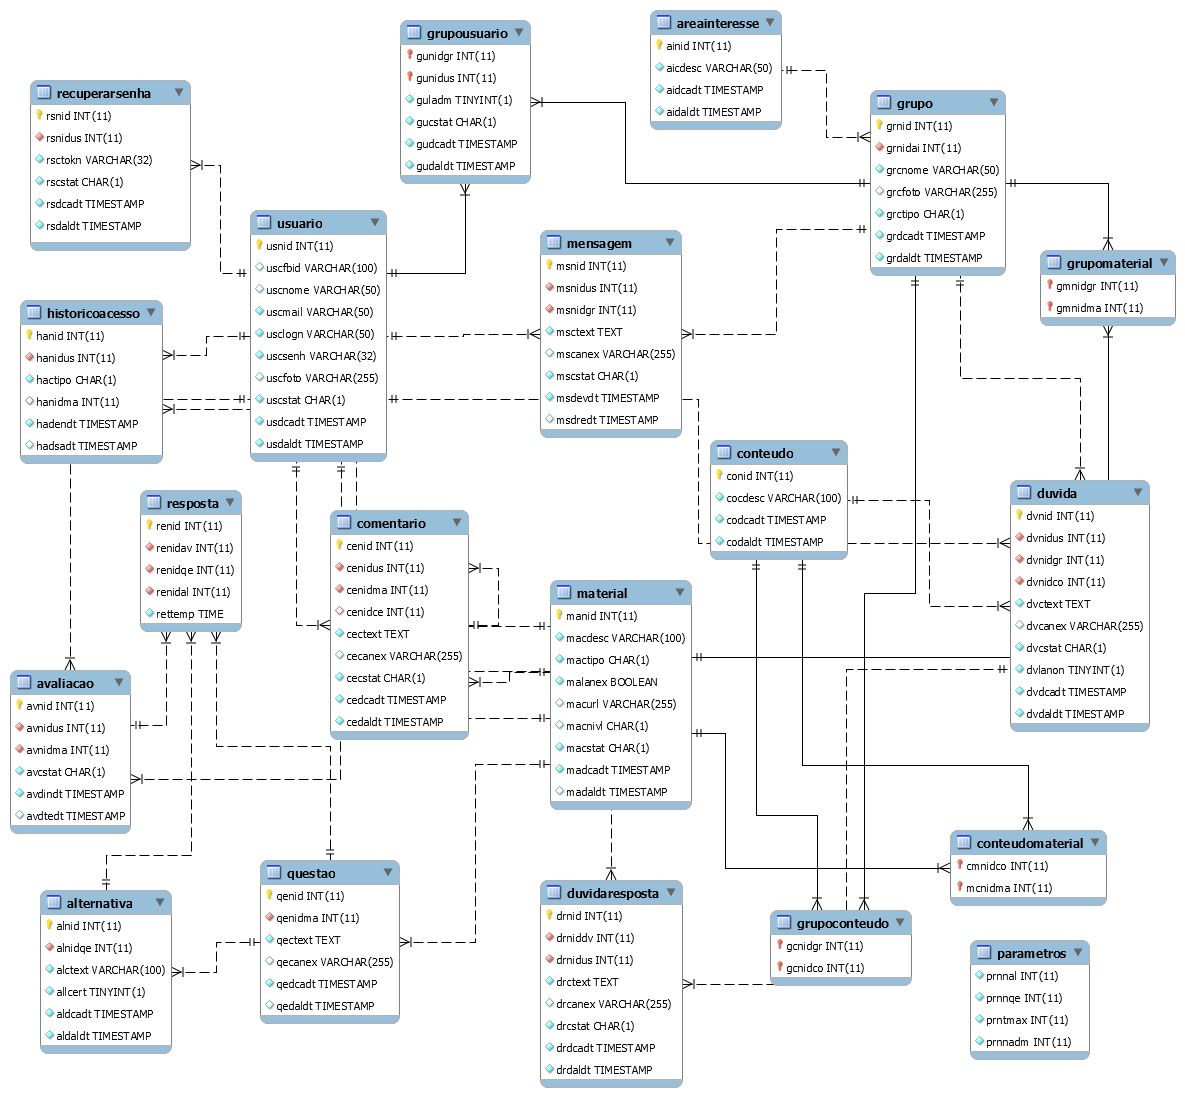 grupousuario
gunidgr INT(11)
gunidus INT(11)
guladm TINYINT(1)
gucstat CHAR(1)
gudcadt TIMESTAMP
gudaldt TIMESTAMP
areainteresse
ainid INT(11)
aicdesc VARCHAR(50)
aidcadt TIMESTAMP
aidaldt TIMESTAMP
recuperarsenha
rsnid INT(11)
rsnidus INT(11)
rsctokn VARCHAR(32)
rscstat CHAR(1)
rsdcadt TIMESTAMP
rsdaldt TIMESTAMP
grupo
grnid INT(11)
grnidai INT(11)
grcnome VARCHAR(50)
grcfoto VARCHAR(255)
grctipo CHAR(1)
grdcadt TIMESTAMP
grdaldt TIMESTAMP
usuario
usnid INT(11)
uscfbid VARCHAR(100)
uscnome VARCHAR(50)
uscmail VARCHAR(50)
usclogn VARCHAR(50)
uscsenh VARCHAR(32)
uscfoto VARCHAR(255)
uscstat CHAR(1)
usdcadt TIMESTAMP
usdaldt TIMESTAMP
mensagem
msnid INT(11)
msnidus INT(11)
msnidgr INT(11)
msctext TEXT
mscanex VARCHAR(255)
mscstat CHAR(1)
msdevdt TIMESTAMP
msdredt TIMESTAMP
grupomaterial
gmnidgr INT(11)
gmnidma INT(11)
historicoacesso
hanid INT(11)
hanidus INT(11)
hactipo CHAR(1)
hanidma INT(11)
hadendt TIMESTAMP
hadsadt TIMESTAMP
conteudo
conid INT(11)
cocdesc VARCHAR(100)
codcadt TIMESTAMP
codaldt TIMESTAMP
duvida
dvnid INT(11)
dvnidus INT(11)
dvnidgr INT(11)
dvnidco INT(11)
dvctext TEXT
dvcanex VARCHAR(255)
dvcstat CHAR(1)
dvlanon TINYINT(1)
dvdcadt TIMESTAMP
dvdaldt TIMESTAMP
resposta
renid INT(11)
renidav INT(11)
renidqe INT(11)
renidal INT(11)
rettemp TIME
comentario
cenid INT(11)
cenidus INT(11)
cenidma INT(11)
cenidce INT(11)
cectext TEXT
cecanex VARCHAR(255)
cecstat CHAR(1)
cedcadt TIMESTAMP
cedaldt TIMESTAMP
material
manid INT(11)
macdesc VARCHAR(100)
mactipo CHAR(1)
malanex BOOLEAN
macurl VARCHAR(255)
macnivl CHAR(1)
macstat CHAR(1)
madcadt TIMESTAMP
madaldt TIMESTAMP
avaliacao
avnid INT(11)
avnidus INT(11)
avnidma INT(11)
avcstat CHAR(1)
avdindt TIMESTAMP
avdtedt TIMESTAMP
conteudomaterial
cmnidco INT(11)
mcnidma INT(11)
questao
qenid INT(11)
qenidma INT(11)
qectext TEXT
qecanex VARCHAR(255)
qedcadt TIMESTAMP
qedaldt TIMESTAMP
duvidaresposta
drnid INT(11)
drniddv INT(11)
drnidus INT(11)
drctext TEXT
drcanex VARCHAR(255)
drcstat CHAR(1)
drdcadt TIMESTAMP
drdaldt TIMESTAMP
alternativa
alnid INT(11)
alnidqe INT(11)
alctext VARCHAR(100)
allcert TINYINT(1)
aldcadt TIMESTAMP
aldaldt TIMESTAMP
grupoconteudo
gcnidgr INT(11)
gcnidco INT(11)
parametros
prnnal INT(11)
prnnqe INT(11)
prntmax INT(11)
prnnadm INT(11)